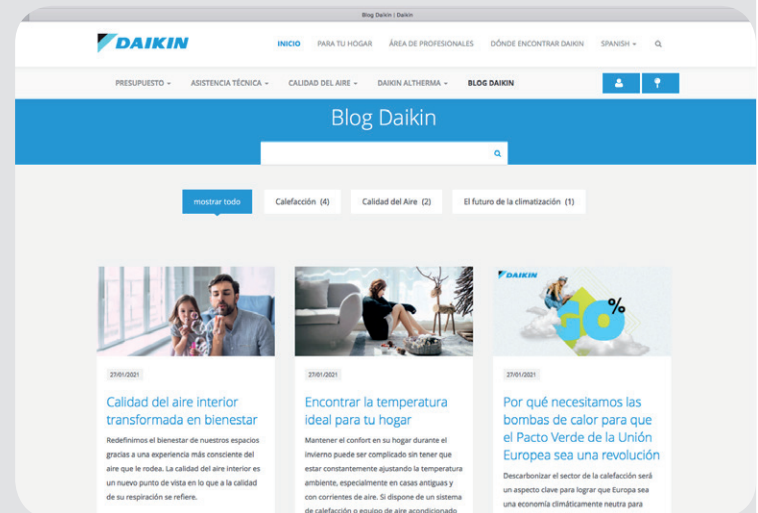 Blog Daikin | Daikin
DAIKIN
INICIO PARA TU HOGAR ÁREA DE PROFESIONALES DÓNDE ENCONTRAR DAIKIN SPANISH
PRESUPUESTO ASISTENCIA TÉCNICA CALIDAD DEL AIRE DAIKIN ALTHERMA BLOG DAIKIN
Blog Daikin
mostrar todo Calefacción (4) Calidad del Aire (2) El futuro de la climatización (1)
27/01/2021
Calidad del aire interior
transformada en bienestar
Redefinimos el bienestar de nuestros espacios
gracias a una experiencia más consciente del
aire que le rodea. La calidad del aire interior es
un nuevo punto de vista en lo que a la calidad
de su respiración se refiere.
27/01/2021
Encontrar la temperatura
ideal para tu hogar
Mantener el confort en su hogar durante el
invierno puede ser complicado sin tener que
estar constantemente ajustando la temperatura
ambiente, especialmente en casas antiguas y
con corrientes de aire. Si dispone de un sistema
de calefacción o equipo de aire acondicionado
DAIKIN
%
27/01/2021
Por qué necesitamos las
bombas de calor para que
el Pacto Verde de la Unión
Europea sea una revolución
Descarbonizar el sector de la calefacción será
un aspecto clave para lograr que Europa sea
una economía climáticamente neutra para